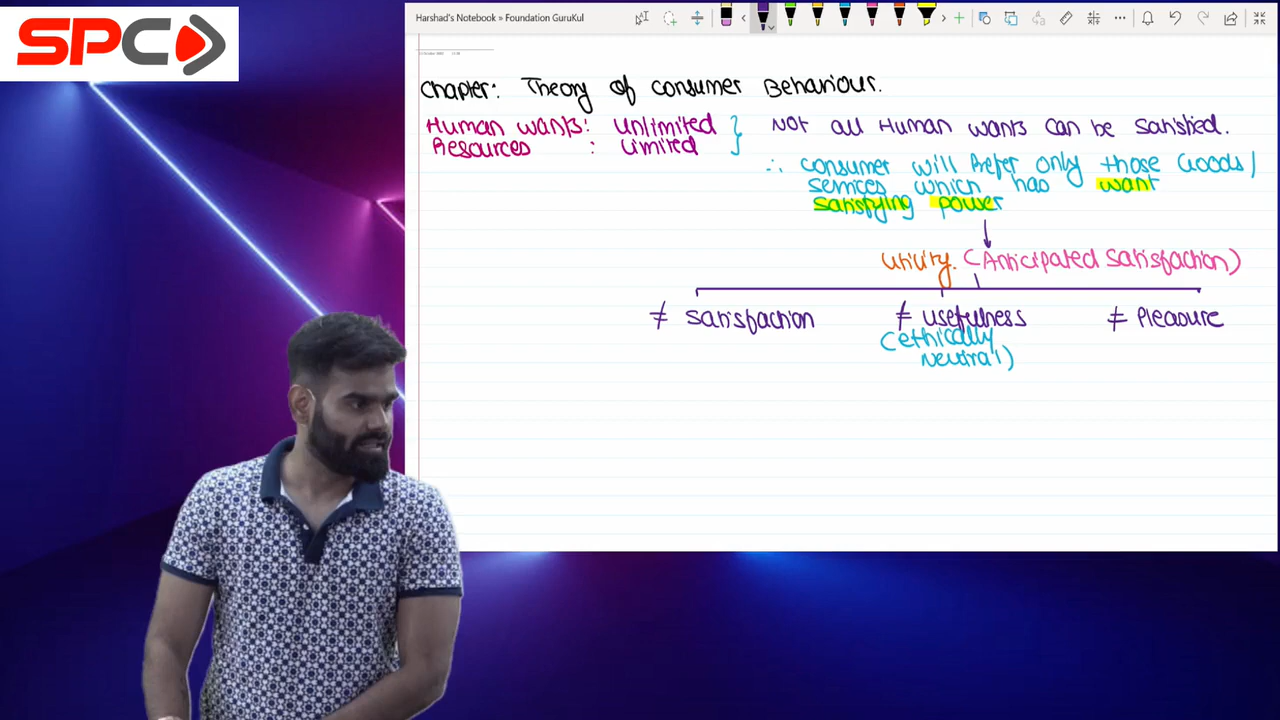 SPC
Harshad's Notebook » Foundation GuruKul
Chapter: Theory of Consumer Behaviour.
Human wants: Unlimited
Resources : Limited
Not all Human wants can be satisfied.
∴ Consumer will Prefer only those Goods/
services which has want
satisfying power
Utility. (Anticipated Satisfaction)
≠ Satisfaction ≠ Usefulness ≠ Pleasure
(ethically
Neutral)